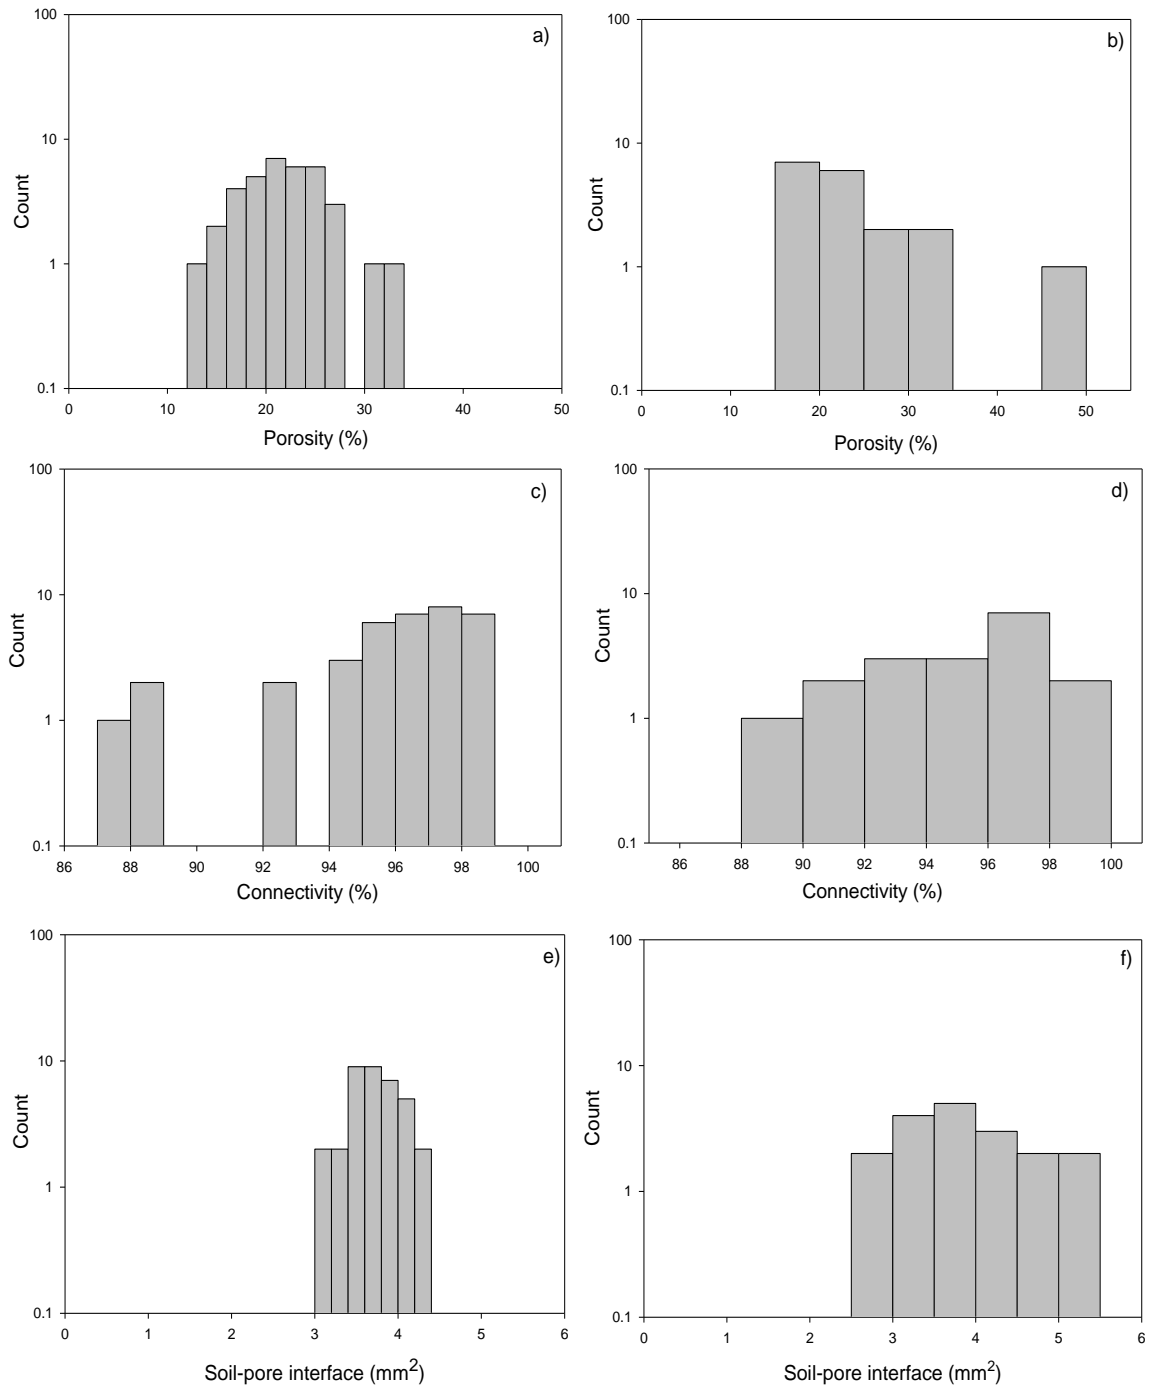 a)
100
10
1
0.1
Count
0 10 20 30 40 50
Porosity (%)
b)
100
10
1
0.1
Count
0 10 20 30 40 50
Porosity (%)
c)
100
10
1
0.1
Count
86 88 90 92 94 96 98 100
Connectivity (%)
d)
100
10
1
0.1
Count
86 88 90 92 94 96 98 100
Connectivity (%)
e)
100
10
1
0.1
Count
0 1 2 3 4 5 6
Soil-pore interface (mm²)
f)
100
10
1
0.1
Count
0 1 2 3 4 5 6
Soil-pore interface (mm²)